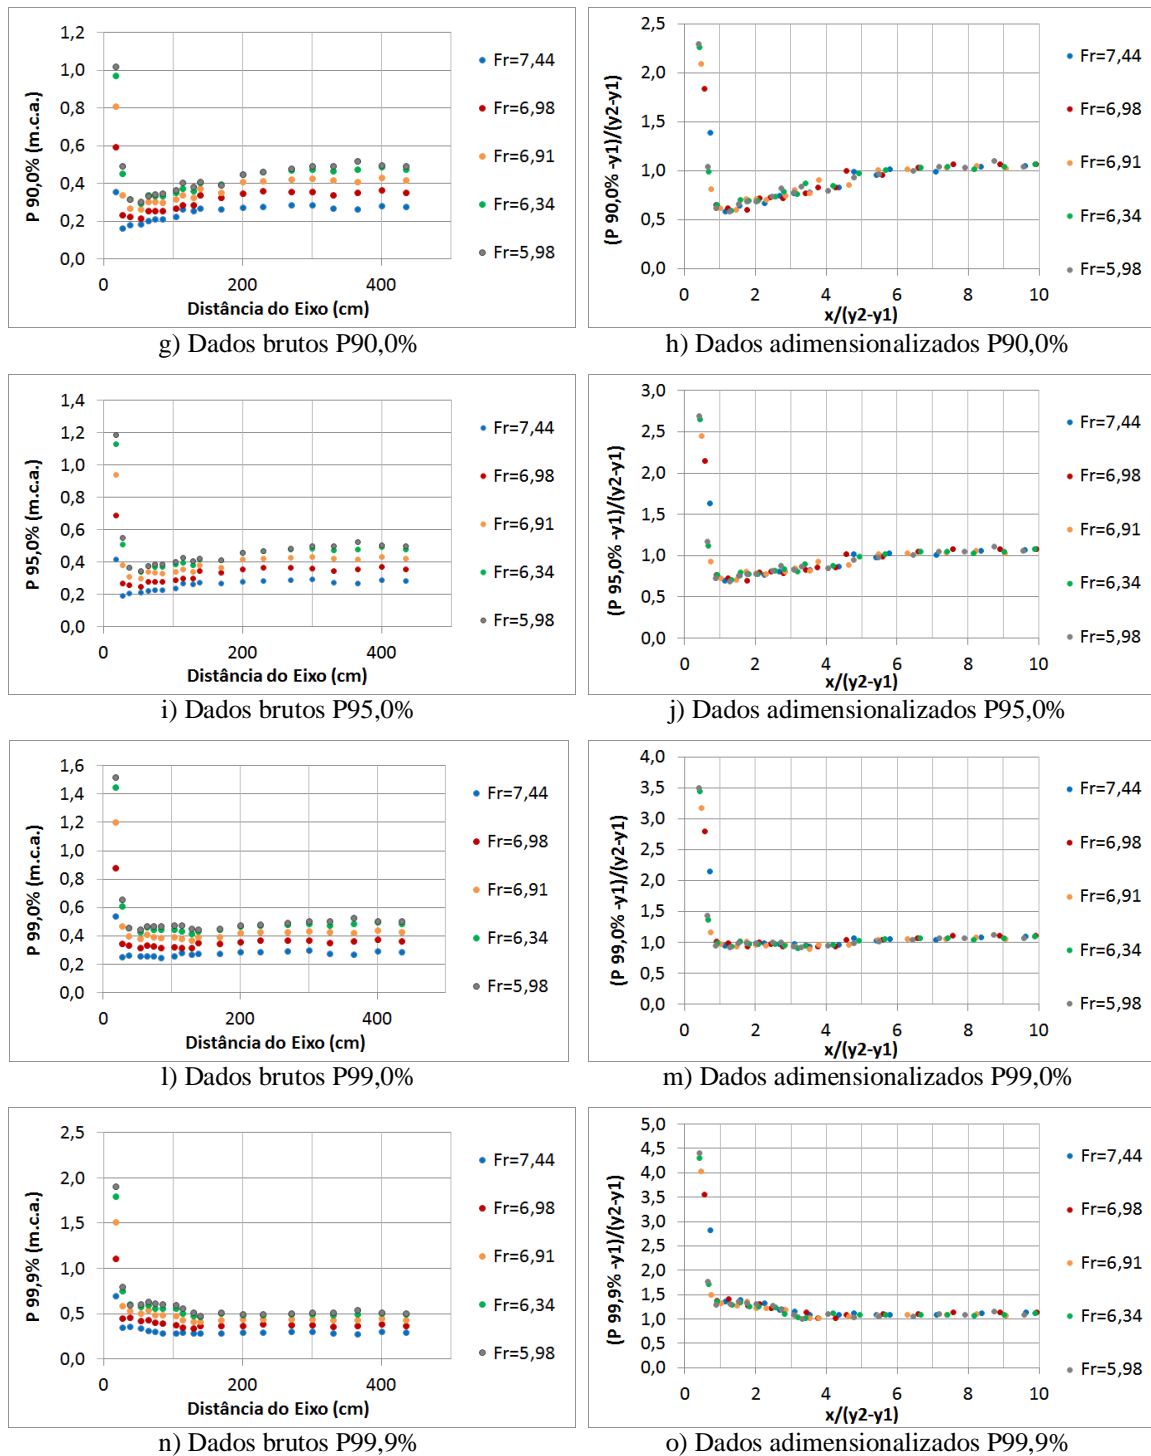 P 90,0% (m.c.a.)
1,2
1,0
0,8
0,6
0,4
0,2
0,0
0 200 400
Distância do Eixo (cm)
Fr=7,44
Fr=6,98
Fr=6,91
Fr=6,34
Fr=5,98
g) Dados brutos P90,0%
(P 90,0% -y1)/(y2-y1)
2,5
2,0
1,5
1,0
0,5
0,0
0 2 4 6 8 10
x/(y2-y1)
Fr=7,44
Fr=6,98
Fr=6,91
Fr=6,34
Fr=5,98
h) Dados adimensionalizados P90,0%
P 95,0% (m.c.a.)
1,4
1,2
1,0
0,8
0,6
0,4
0,2
0,0
0 200 400
Distância do Eixo (cm)
Fr=7,44
Fr=6,98
Fr=6,91
Fr=6,34
Fr=5,98
i) Dados brutos P95,0%
(P 95,0% -y1)/(y2-y1)
3,0
2,5
2,0
1,5
1,0
0,5
0,0
0 2 4 6 8 10
x/(y2-y1)
Fr=7,44
Fr=6,98
Fr=6,91
Fr=6,34
Fr=5,98
j) Dados adimensionalizados P95,0%
P 99,0% (m.c.a.)
1,6
1,4
1,2
1,0
0,8
0,6
0,4
0,2
0,0
0 200 400
Distância do Eixo (cm)
Fr=7,44
Fr=6,98
Fr=6,91
Fr=6,34
Fr=5,98
l) Dados brutos P99,0%
(P 99,0% -y1)/(y2-y1)
4,0
3,5
3,0
2,5
2,0
1,5
1,0
0,5
0,0
0 2 4 6 8 10
x/(y2-y1)
Fr=7,44
Fr=6,98
Fr=6,91
Fr=6,34
Fr=5,98
m) Dados adimensionalizados P99,0%
P 99,9% (m.c.a.)
2,5
2,0
1,5
1,0
0,5
0,0
0 200 400
Distância do Eixo (cm)
Fr=7,44
Fr=6,98
Fr=6,91
Fr=6,34
Fr=5,98
n) Dados brutos P99,9%
(P 99,9% -y1)/(y2-y1)
5,0
4,5
4,0
3,5
3,0
2,5
2,0
1,5
1,0
0,5
0,0
0 2 4 6 8 10
x/(y2-y1)
Fr=7,44
Fr=6,98
Fr=6,91
Fr=6,34
Fr=5,98
o) Dados adimensionalizados P99,9%